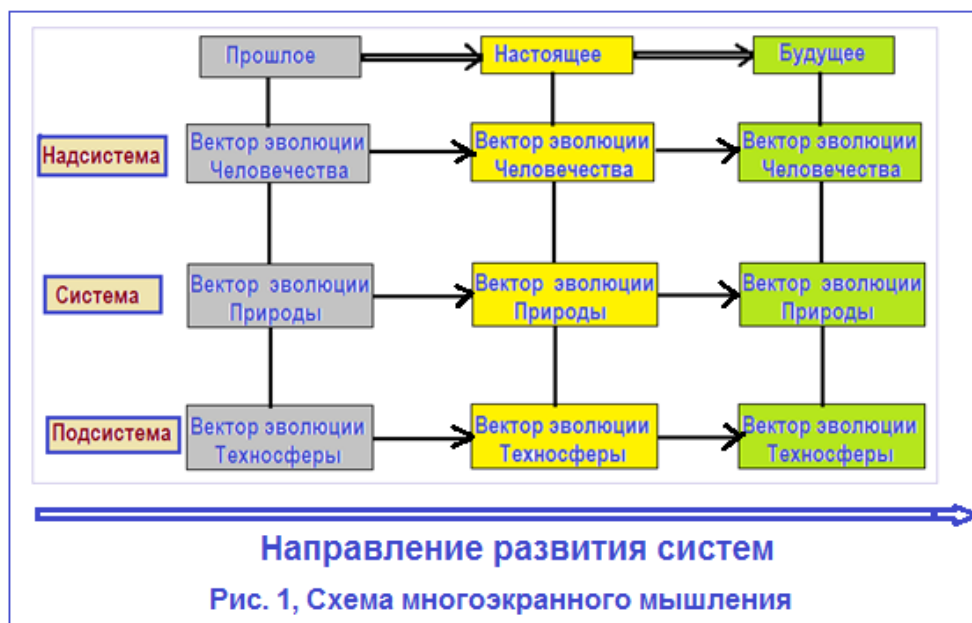 Прошлое Настоящее Будущее
Надсистема
Вектор эволюции Человечества
Вектор эволюции Человечества
Вектор эволюции Человечества
Система
Вектор эволюции Природы
Вектор эволюции Природы
Вектор эволюции Природы
Подсистема
Вектор эволюции Техносферы
Вектор эволюции Техносферы
Вектор эволюции Техносферы
Направление развития систем
Рис. 1, Схема многоэкранного мышления